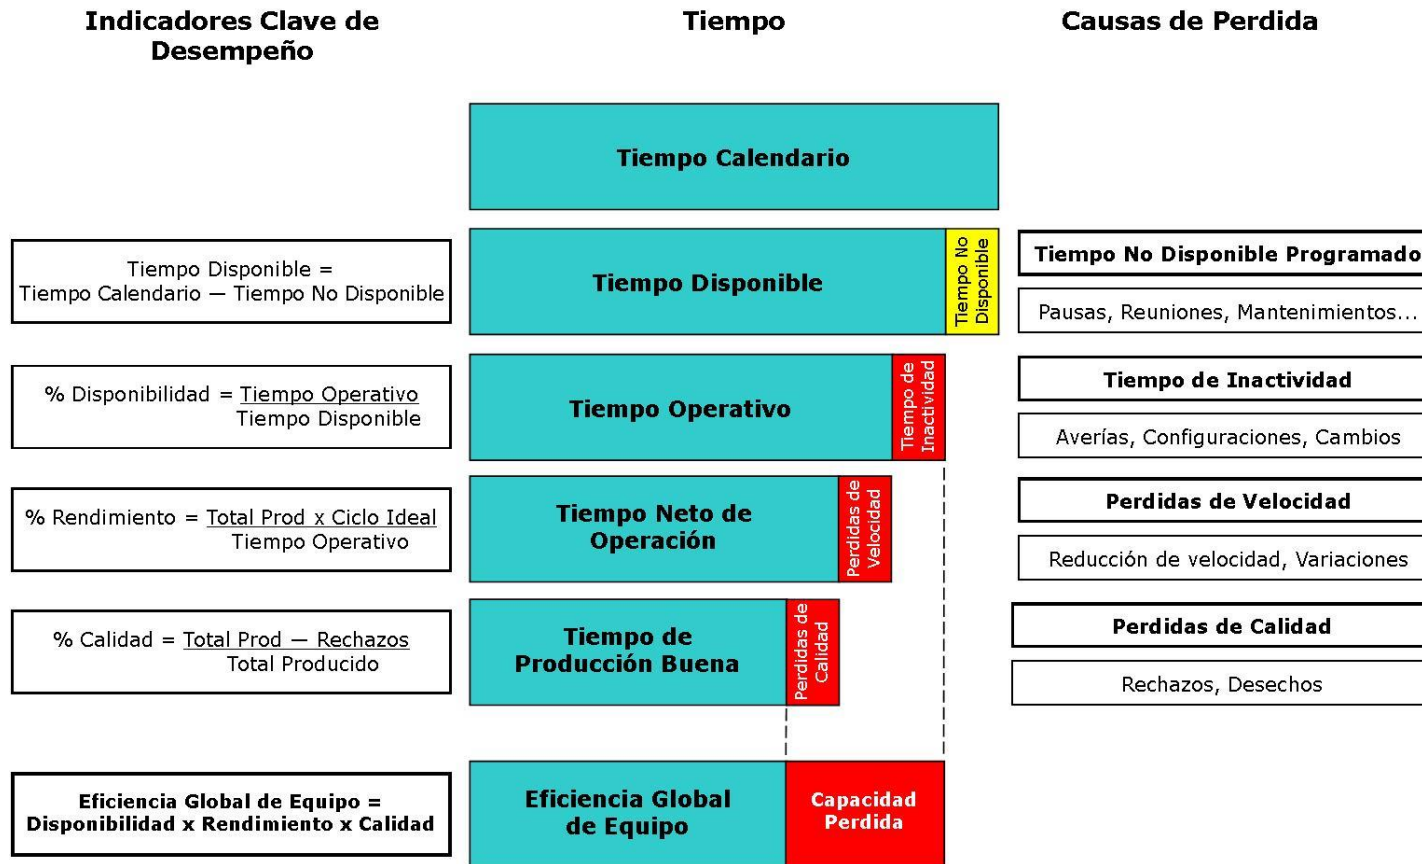 Indicadores Clave de
Desempeño
Tiempo
Causas de Perdida
Tiempo Calendario
Tiempo Disponible =
Tiempo Calendario — Tiempo No Disponible
Tiempo Disponible
Tiempo No
Disponible
Tiempo No Disponible Programado
Pausas, Reuniones, Mantenimientos...
% Disponibilidad = Tiempo Operativo
Tiempo Disponible
Tiempo Operativo
Tiempo de
Inactividad
Tiempo de Inactividad
Averías, Configuraciones, Cambios
% Rendimiento = Total Prod x Ciclo Ideal
Tiempo Operativo
Tiempo Neto de
Operación
Perdidas de
Velocidad
Perdidas de Velocidad
Reducción de velocidad, Variaciones
% Calidad = Total Prod — Rechazos
Total Producido
Tiempo de
Producción Buena
Perdidas de
Calidad
Perdidas de Calidad
Rechazos, Desechos
Eficiencia Global de Equipo =
Disponibilidad x Rendimiento x Calidad
Eficiencia Global
de Equipo
Capacidad
Perdida